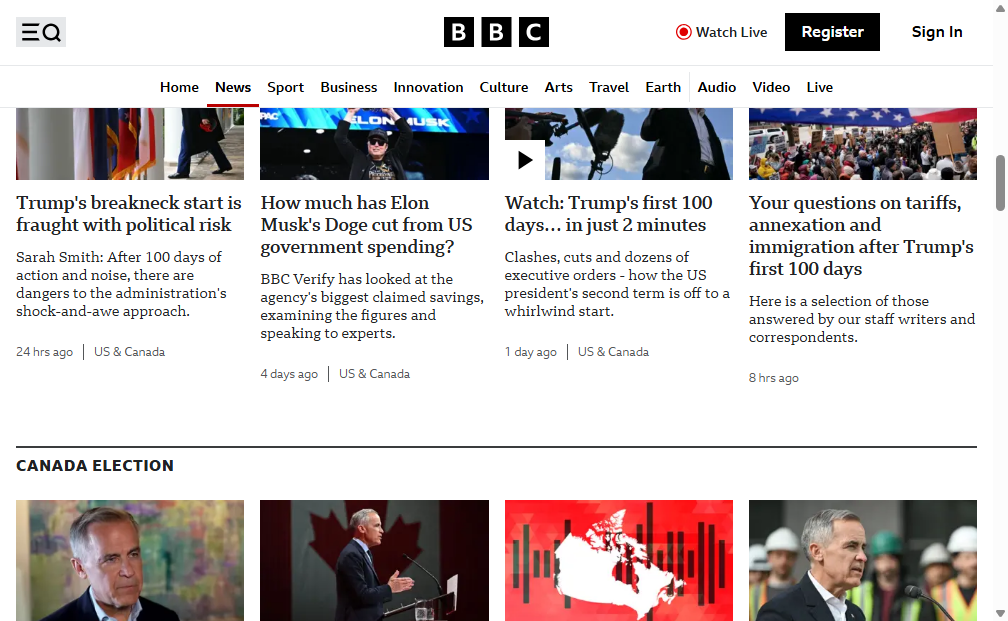 BBC
Watch Live
Register
Sign In
Home News Sport Business Innovation Culture Arts Travel Earth Audio Video Live
PAC
ELON MUSK
Trump's breakneck start is
fraught with political risk
Sarah Smith: After 100 days of
action and noise, there are
dangers to the administration's
shock-and-awe approach.
24 hrs ago | US & Canada
How much has Elon
Musk's Doge cut from US
government spending?
BBC Verify has looked at the
agency's biggest claimed savings,
examining the figures and
speaking to experts.
4 days ago | US & Canada
Watch: Trump's first 100
days… in just 2 minutes
Clashes, cuts and dozens of
executive orders - how the US
president's second term is off to a
whirlwind start.
1 day ago | US & Canada
Your questions on tariffs,
annexation and
immigration after Trump's
first 100 days
Here is a selection of those
answered by our staff writers and
correspondents.
8 hrs ago
CANADA ELECTION